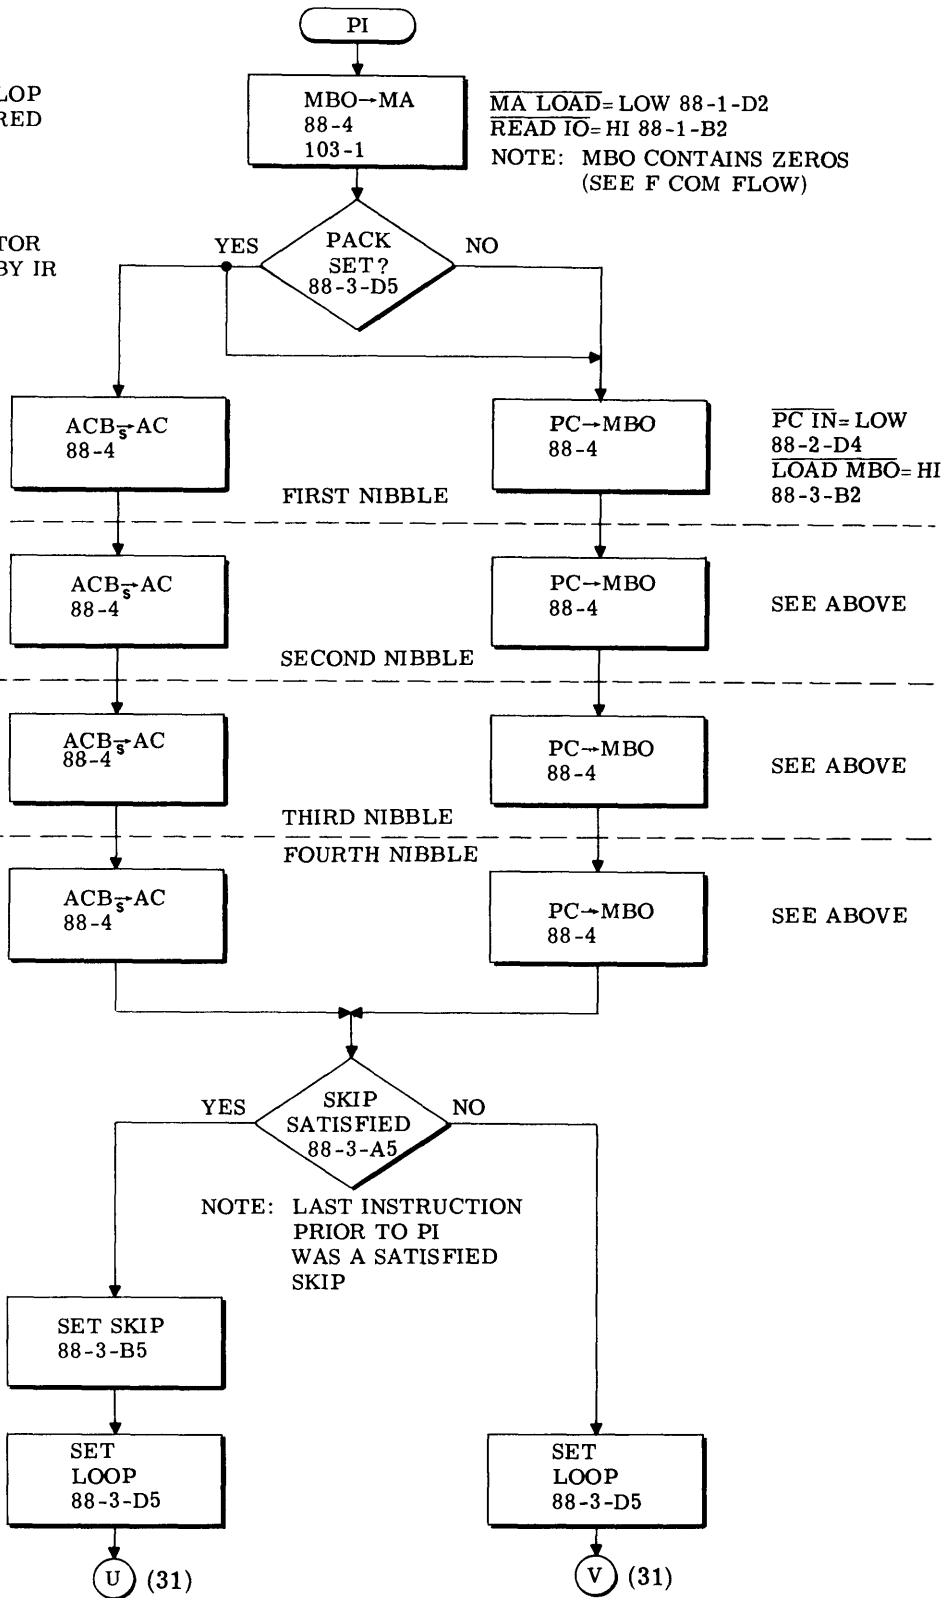 PI
LOP
RED
MBO→MA
88-4
103-1
MA LOAD=LOW 88-1-D2
READ IO=HI 88-1-B2
NOTE: MBO CONTAINS ZEROS
(SEE F COM FLOW)
TOR
BY IR
YES
PACK
SET?
88-3-D5
NO
ACB→S AC
88-4
PC→MBO
88-4
PC IN=LOW
88-2-D4
LOAD MBO=HI
88-3-B2
FIRST NIBBLE
ACB→S AC
88-4
PC→MBO
88-4
SEE ABOVE
SECOND NIBBLE
ACB→S AC
88-4
PC→MBO
88-4
SEE ABOVE
THIRD NIBBLE
FOURTH NIBBLE
ACB→S AC
88-4
PC→MBO
88-4
SEE ABOVE
YES
SKIP
SATISFIED
88-3-A5
NO
NOTE: LAST INSTRUCTION
PRIOR TO PI
WAS A SATISFIED
SKIP
SET SKIP
88-3-B5
SET
LOOP
88-3-D5
SET
LOOP
88-3-D5
U (31)
V (31)